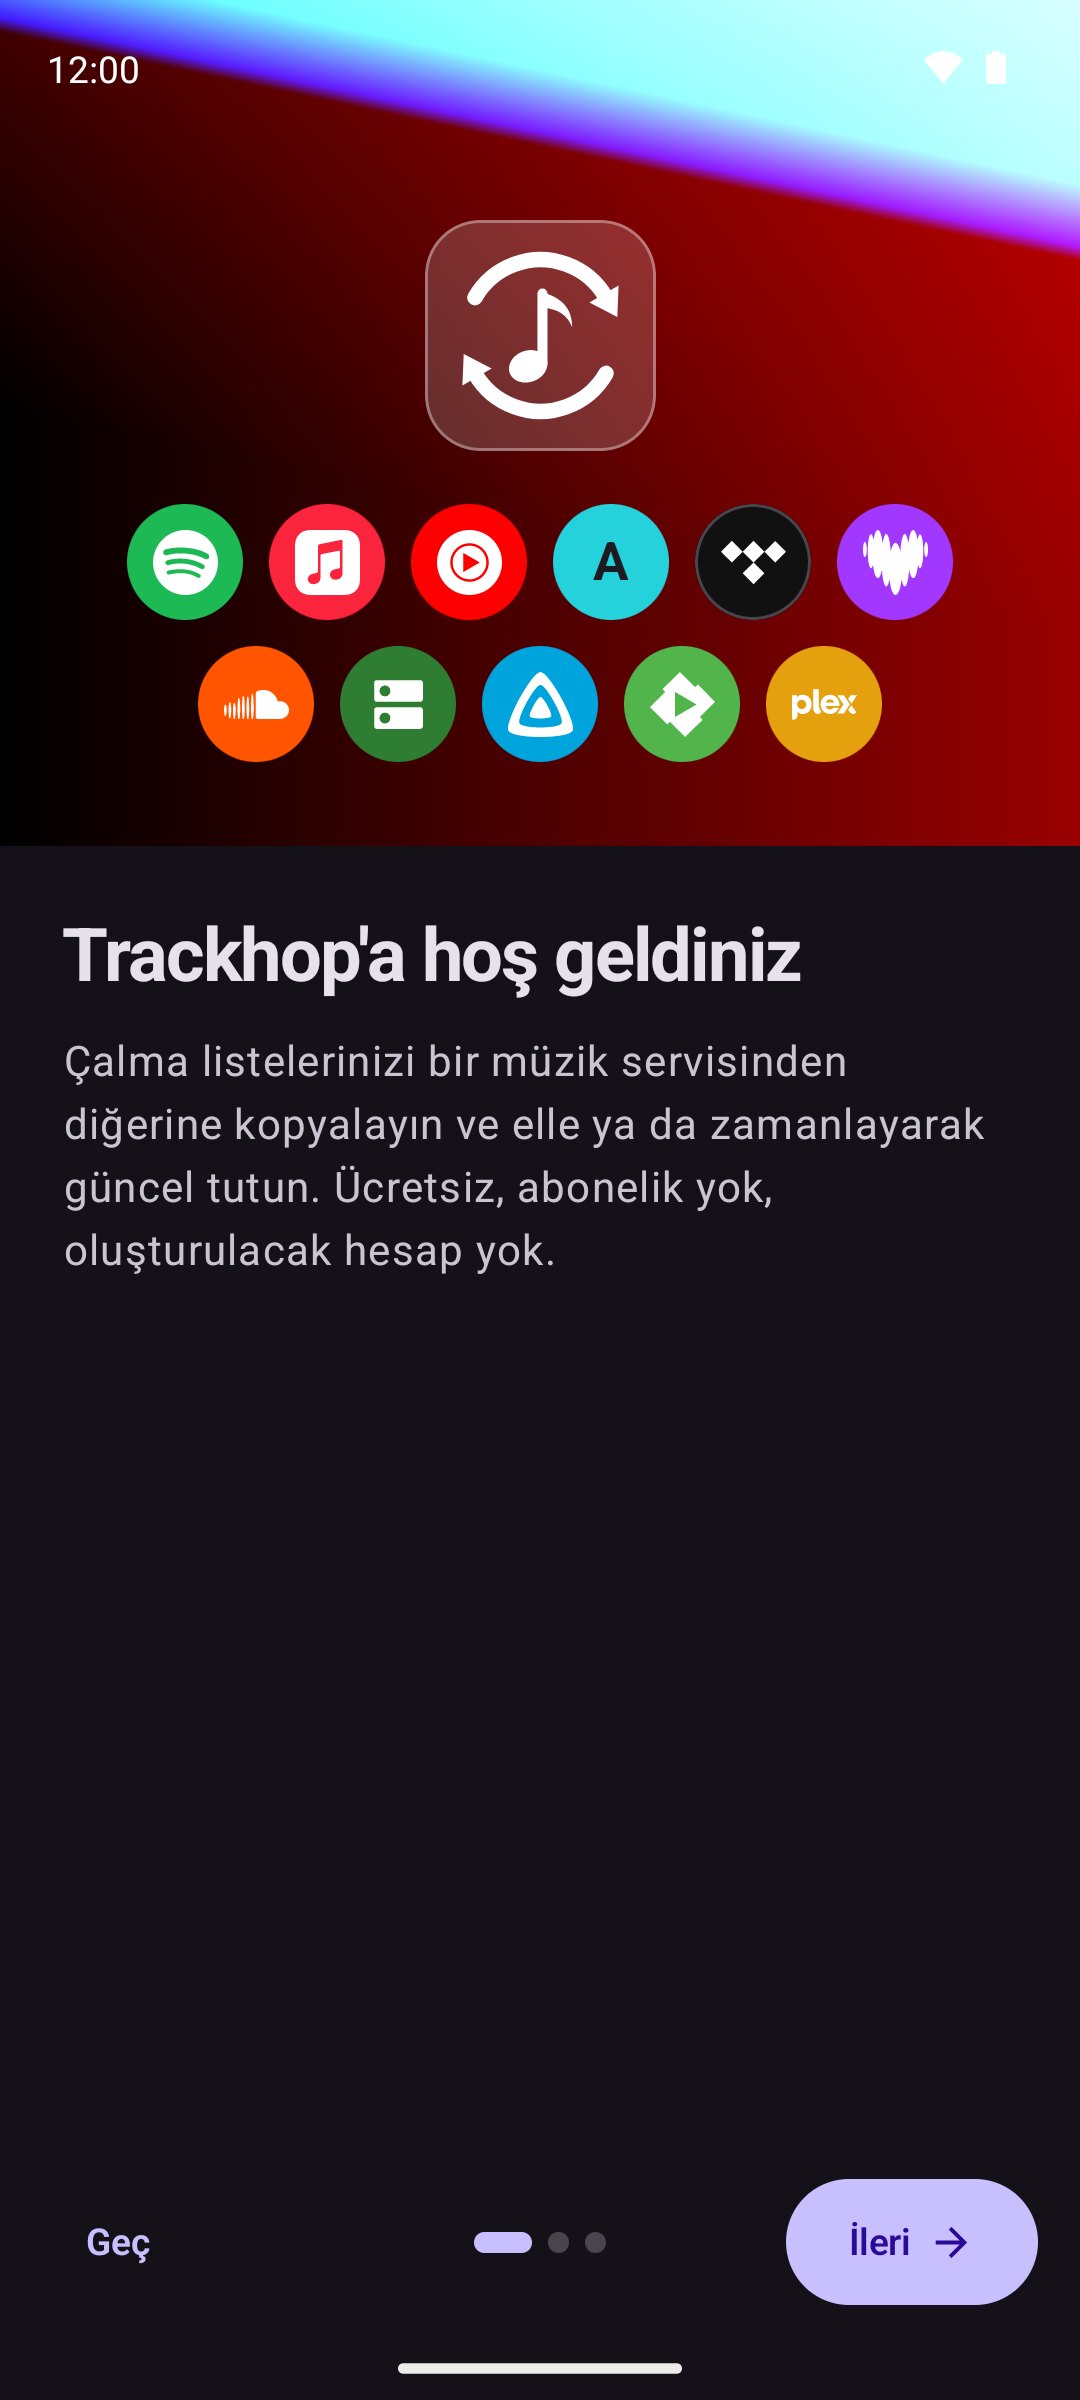 12:00
A
plex
Trackhop'a hoş geldiniz
Çalma listelerinizi bir müzik servisinden
diğerine kopyalayın ve elle ya da zamanlayarak
güncel tutun. Ücretsiz, abonelik yok,
oluşturulacak hesap yok.
Geç
İleri